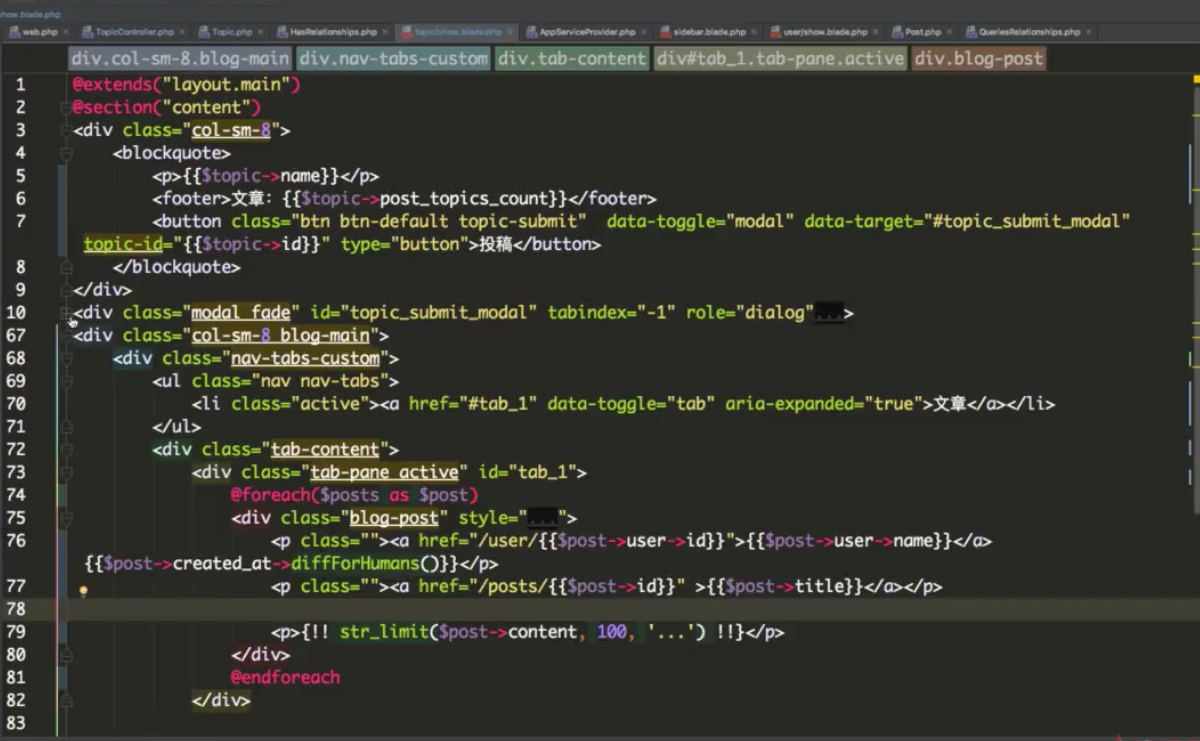 show.blade.php
web.php TopicController.php Topic.php HasRelationships.php topic/show.blade.php AppServiceProvider.php sidebar.blade.php user/show.blade.php Post.php QueriesRelationships.php
div.col-sm-8.blog-main div.nav-tabs-custom div.tab-content div#tab_1.tab-pane.active div.blog-post
1 @extends("layout.main")
2 @section("content")
3 <div class="col-sm-8">
4 <blockquote>
5 <p>{{$topic->name}}</p>
6 <footer>文章：{{$topic->post_topics_count}}</footer>
7 <button class="btn btn-default topic-submit"  data-toggle="modal" data-target="#topic_submit_modal"
topic-id="{{$topic->id}}" type="button">投稿</button>
8 </blockquote>
9 </div>
10 <div class="modal fade" id="topic_submit_modal" tabindex="-1" role="dialog"...>
67 <div class="col-sm-8 blog-main">
68 <div class="nav-tabs-custom">
69 <ul class="nav nav-tabs">
70 <li class="active"><a href="#tab_1" data-toggle="tab" aria-expanded="true">文章</a></li>
71 </ul>
72 <div class="tab-content">
73 <div class="tab-pane active" id="tab_1">
74 @foreach($posts as $post)
75 <div class="blog-post" style="...">
76 <p class=""><a href="/user/{{$post->user->id}}">{{$post->user->name}}</a>
{{$post->created_at->diffForHumans()}}</p>
77 <p class=""><a href="/posts/{{$post->id}}" >{{$post->title}}</a></p>
78
79 <p>{!! str_limit($post->content, 100, '...') !!}</p>
80 </div>
81 @endforeach
82 </div>
83